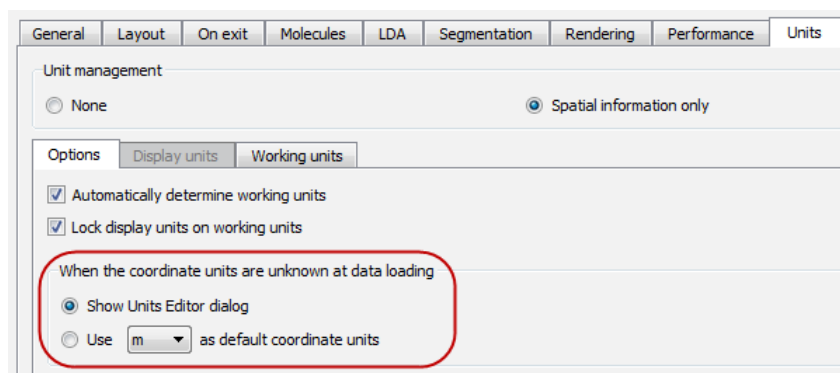 General Layout On exit Molecules LDA Segmentation Rendering Performance Units
Unit management
None Spatial information only
Options Display units Working units
Automatically determine working units
Lock display units on working units
When the coordinate units are unknown at data loading
Show Units Editor dialog
Use m as default coordinate units